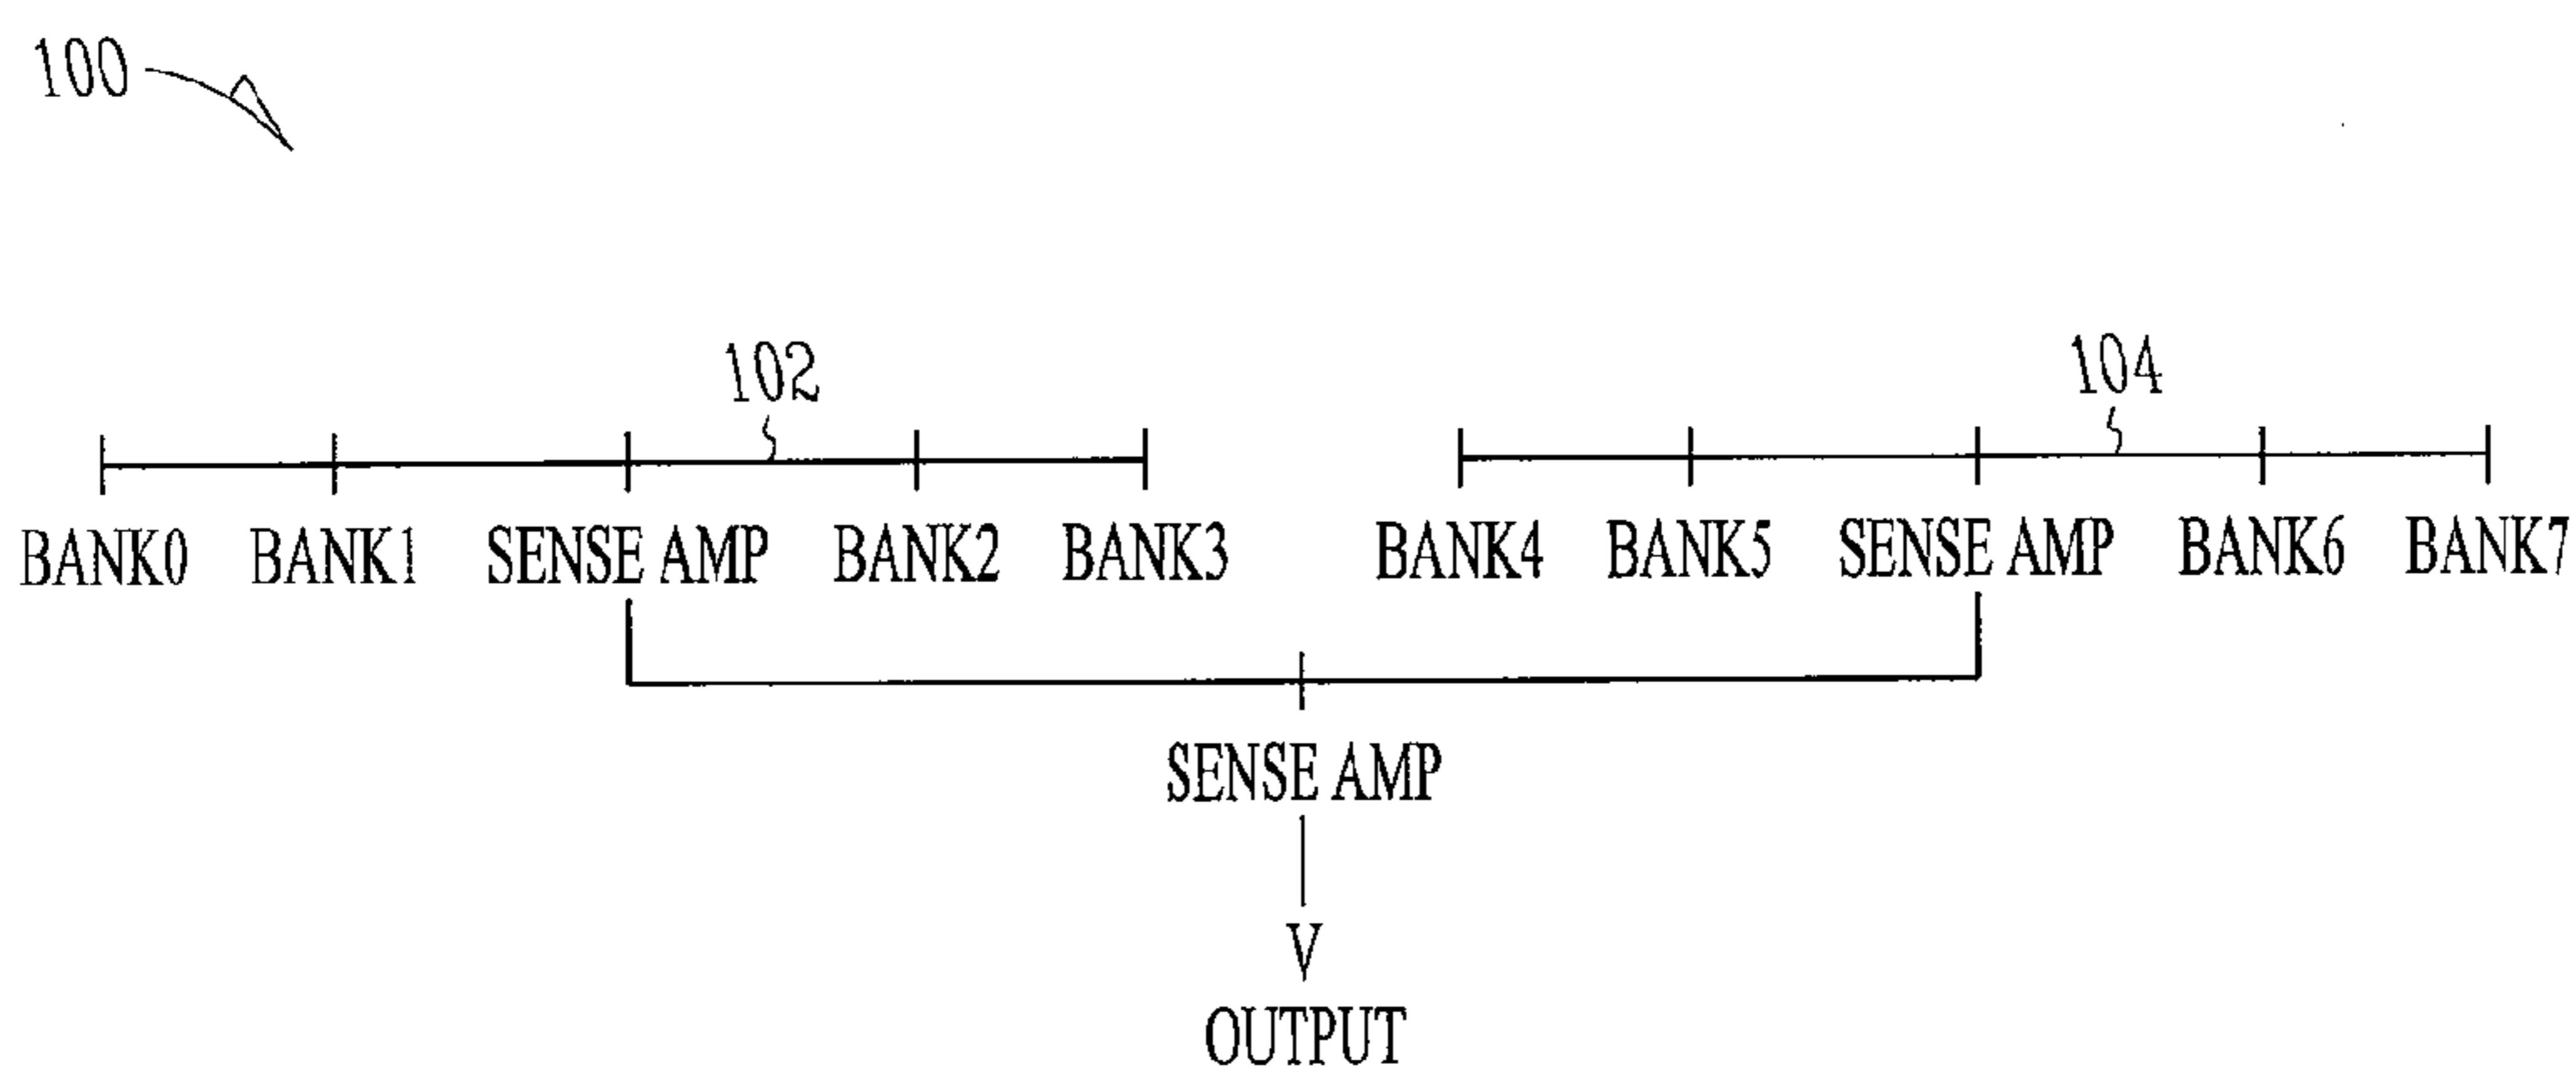 100
102 104
BANK0 BANK1 SENSE AMP BANK2 BANK3 BANK4 BANK5 SENSE AMP BANK6 BANK7
SENSE AMP
V
OUTPUT